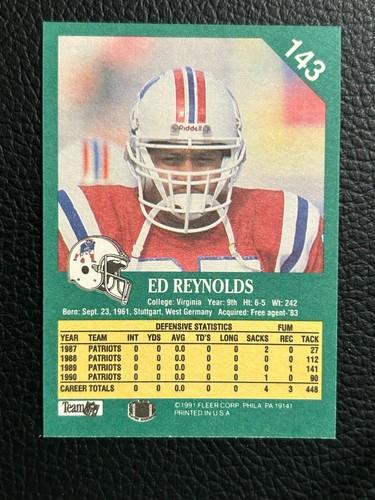 143
Riddell
ED REYNOLDS
College: Virginia Year: 9th Ht: 6-5 Wt: 242
Born: Sept. 23, 1961, Stuttgart, West Germany Acquired: Free agent-'83
DEFENSIVE STATISTICS FUM
YEAR TEAM INT YDS AVG TD'S LONG SACKS REC TACK
1987 PATRIOTS 0 0 0.0 0 0 2 0 27
1988 PATRIOTS 0 0 0.0 0 0 0 0 112
1989 PATRIOTS 0 0 0.0 0 0 0 1 141
1990 PATRIOTS 0 0 0.0 0 0 0 1 90
CAREER TOTALS 0 0 0.0 0 0 4 3 448
Team NFL
©1991 FLEER CORP. PHILA. PA 19141
PRINTED IN U.S.A.